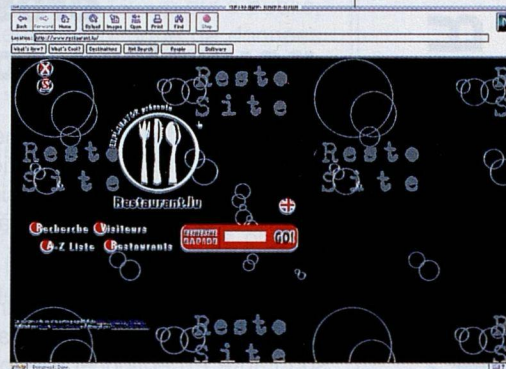 Back Forward Home Reload Images Open Print Find Stop
Location: http://www.restaurant.lu/
What's New? What's Cool? Destinations Net Search People Software
X
S
Resto
Site
présente
Resto
Site
Resto
Site
Restaurant.lu
Recherche Visiteurs
A-Z Liste Restaurants
RAPIDE GO!
Resto
Site